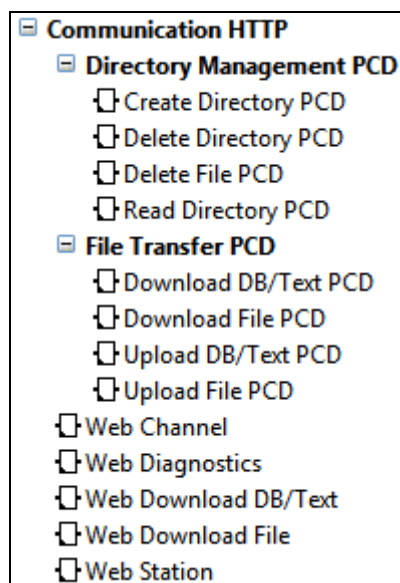 Communication HTTP
Directory Management PCD
Create Directory PCD
Delete Directory PCD
Delete File PCD
Read Directory PCD
File Transfer PCD
Download DB/Text PCD
Download File PCD
Upload DB/Text PCD
Upload File PCD
Web Channel
Web Diagnostics
Web Download DB/Text
Web Download File
Web Station